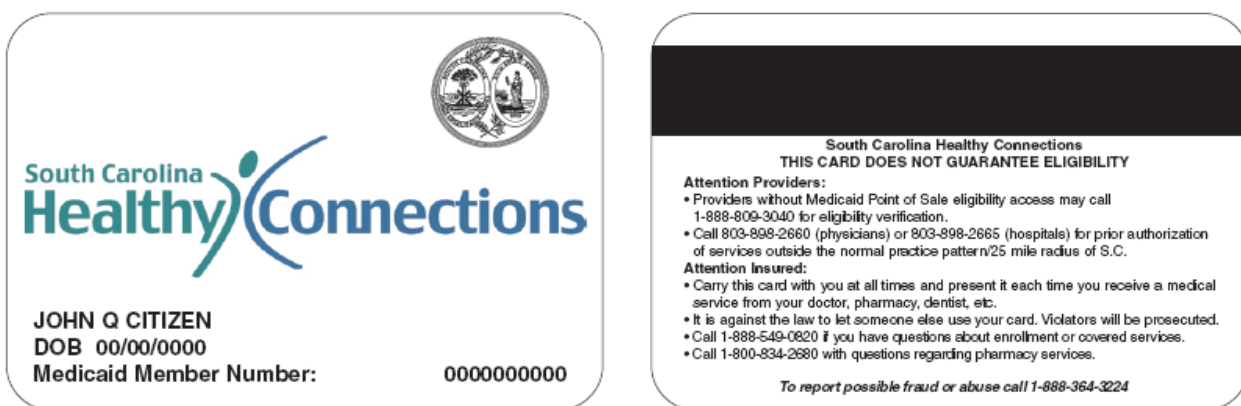 South Carolina
Healthy Connections
JOHN Q CITIZEN
DOB 00/00/0000
Medicaid Member Number: 0000000000
South Carolina Healthy Connections
THIS CARD DOES NOT GUARANTEE ELIGIBILITY
Attention Providers:
• Providers without Medicaid Point of Sale eligibility access may call
1-888-809-3040 for eligibility verification.
• Call 803-898-2660 (physicians) or 803-898-2665 (hospitals) for prior authorization
of services outside the normal practice pattern/25 mile radius of S.C.
Attention Insured:
• Carry this card with you at all times and present it each time you receive a medical
service from your doctor, pharmacy, dentist, etc.
• It is against the law to let someone else use your card. Violators will be prosecuted.
• Call 1-888-549-0820 if you have questions about enrollment or covered services.
• Call 1-800-834-2680 with questions regarding pharmacy services.
To report possible fraud or abuse call 1-888-364-3224